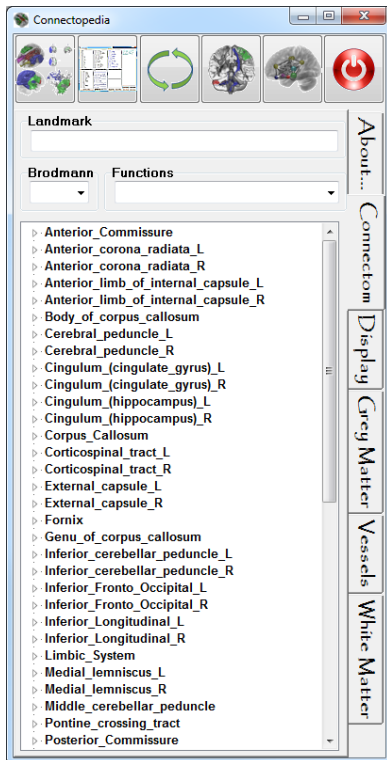 Connectopedia
Landmark
Brodmann Functions
Anterior_Commissure
Anterior_corona_radiata_L
Anterior_corona_radiata_R
Anterior_limb_of_internal_capsule_L
Anterior_limb_of_internal_capsule_R
Body_of_corpus_callosum
Cerebral_peduncle_L
Cerebral_peduncle_R
Cingulum_(cingulate_gyrus)_L
Cingulum_(cingulate_gyrus)_R
Cingulum_(hippocampus)_L
Cingulum_(hippocampus)_R
Corpus_Callosum
Corticospinal_tract_L
Corticospinal_tract_R
External_capsule_L
External_capsule_R
Fornix
Genu_of_corpus_callosum
Inferior_cerebellar_peduncle_L
Inferior_cerebellar_peduncle_R
Inferior_Fronto_Occipital_L
Inferior_Fronto_Occipital_R
Inferior_Longitudinal_L
Inferior_Longitudinal_R
Limbic_System
Medial_lemniscus_L
Medial_lemniscus_R
Middle_cerebellar_peduncle
Pontine_crossing_tract
Posterior_Commissure
About...
Connectom
Display
Grey Matter
Vessels
White Matter